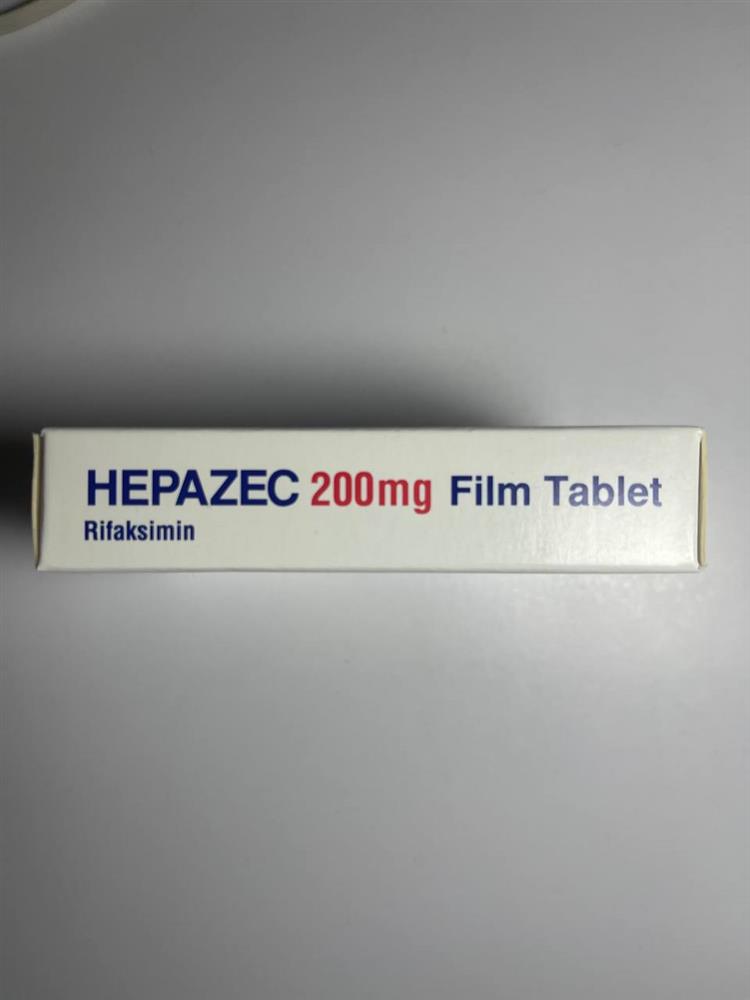 HEPAZEC 200mg Film Tablet
Rifaksimin